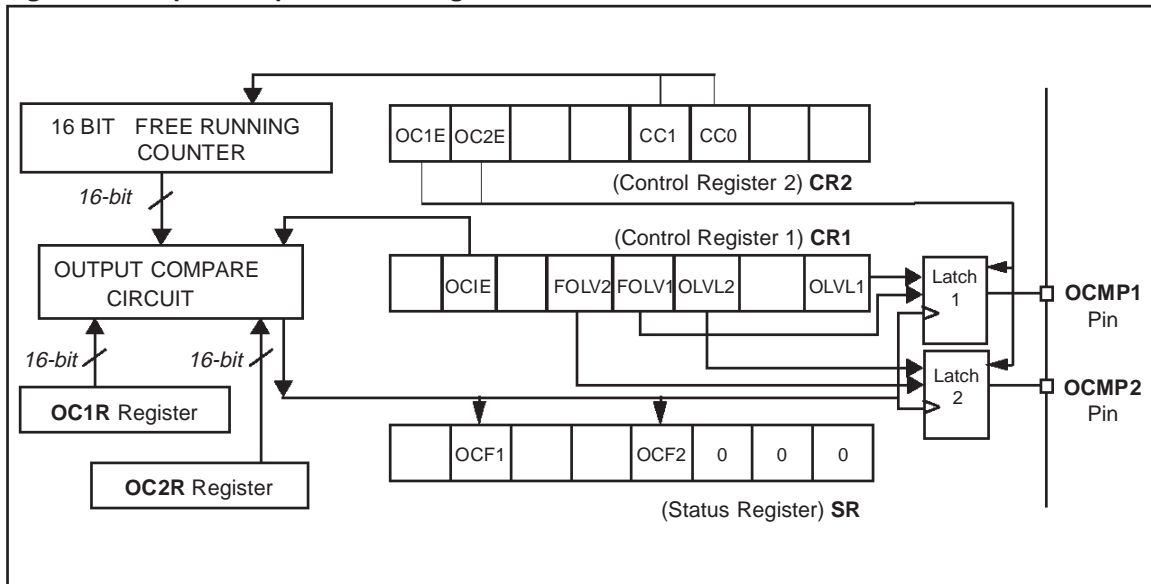 16 BIT FREE RUNNING
COUNTER
OC1E OC2E CC1 CC0
(Control Register 2) CR2
16-bit
(Control Register 1) CR1
OUTPUT COMPARE
CIRCUIT
OCIE FOLV2 FOLV1 OLVL2 OLVL1
Latch
1
OCMP1
Pin
16-bit
16-bit
Latch
2
OCMP2
Pin
OC1R Register
OCF1 OCF2 0 0 0
OC2R Register
(Status Register) SR